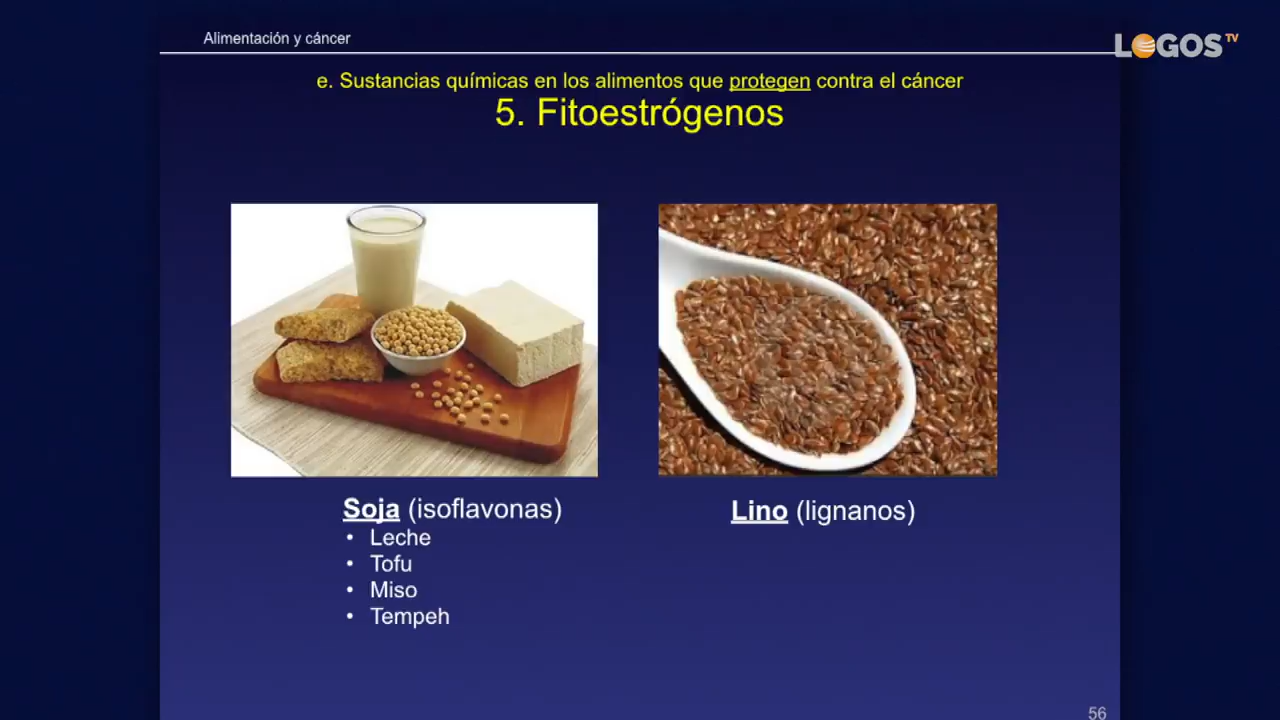 Alimentación y cáncer
LOGOS TV
e. Sustancias químicas en los alimentos que protegen contra el cáncer
5. Fitoestrógenos
Soja (isoflavonas)
• Leche
• Tofu
• Miso
• Tempeh
Lino (lignanos)
56